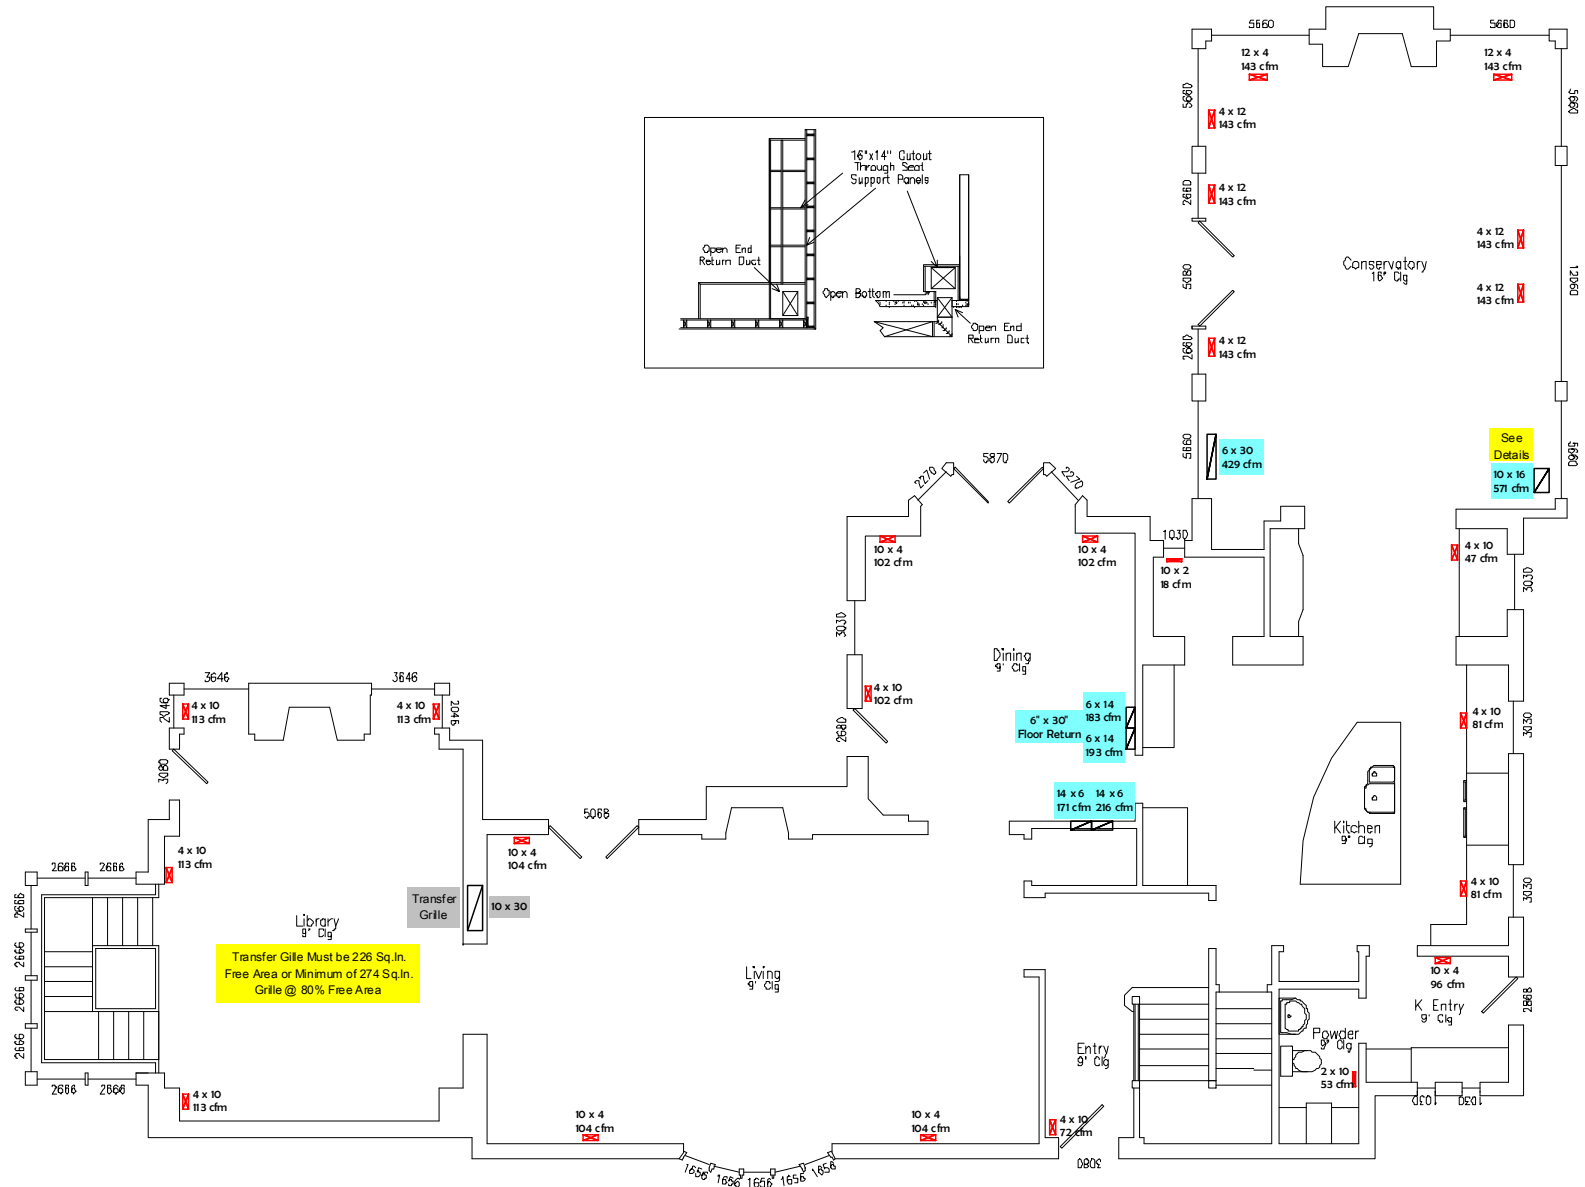 5660
5660
12 x 4
143 cfm
12 x 4
143 cfm
5660
5660
4 x 12
143 cfm
16"x14" Cutout
Through Seat
Support Panels
2660
4 x 12
143 cfm
4 x 12
143 cfm
Open End
Return Duct
Conservatory
16' Clg
5080
12060
Open Bottom
4 x 12
143 cfm
Open End
Return Duct
2660
4 x 12
143 cfm
5660
6 x 30
429 cfm
See
Details
5660
10 x 16
571 cfm
5870
2270
2270
1030
10 x 4
102 cfm
10 x 4
102 cfm
10 x 2
18 cfm
4 x 10
47 cfm
3030
3030
Dining
9' Clg
3646
3646
2046
4 x 10
113 cfm
4 x 10
113 cfm
2046
4 x 10
102 cfm
2680
6" x 30"
Floor Return
6 x 14
183 cfm
6 x 14
193 cfm
4 x 10
81 cfm
3030
3080
14 x 6
171 cfm
14 x 6
216 cfm
5068
Kitchen
9' Clg
4 x 10
113 cfm
10 x 4
104 cfm
2666
2666
4 x 10
81 cfm
3030
2666
Transfer
Grille
10 x 30
Library
9' Clg
2666
Transfer Gille Must be 226 Sq.In.
Free Area or Minimum of 274 Sq.In.
Grille @ 80% Free Area
Living
9' Clg
10 x 4
96 cfm
2666
K Entry
9' Clg
2868
2666
Entry
9' Clg
Powder
9' Clg
2 x 10
53 cfm
2666
2666
4 x 10
113 cfm
1030
1030
10 x 4
104 cfm
10 x 4
104 cfm
4 x 10
72 cfm
3080
1656
1656
1656
1656
1656